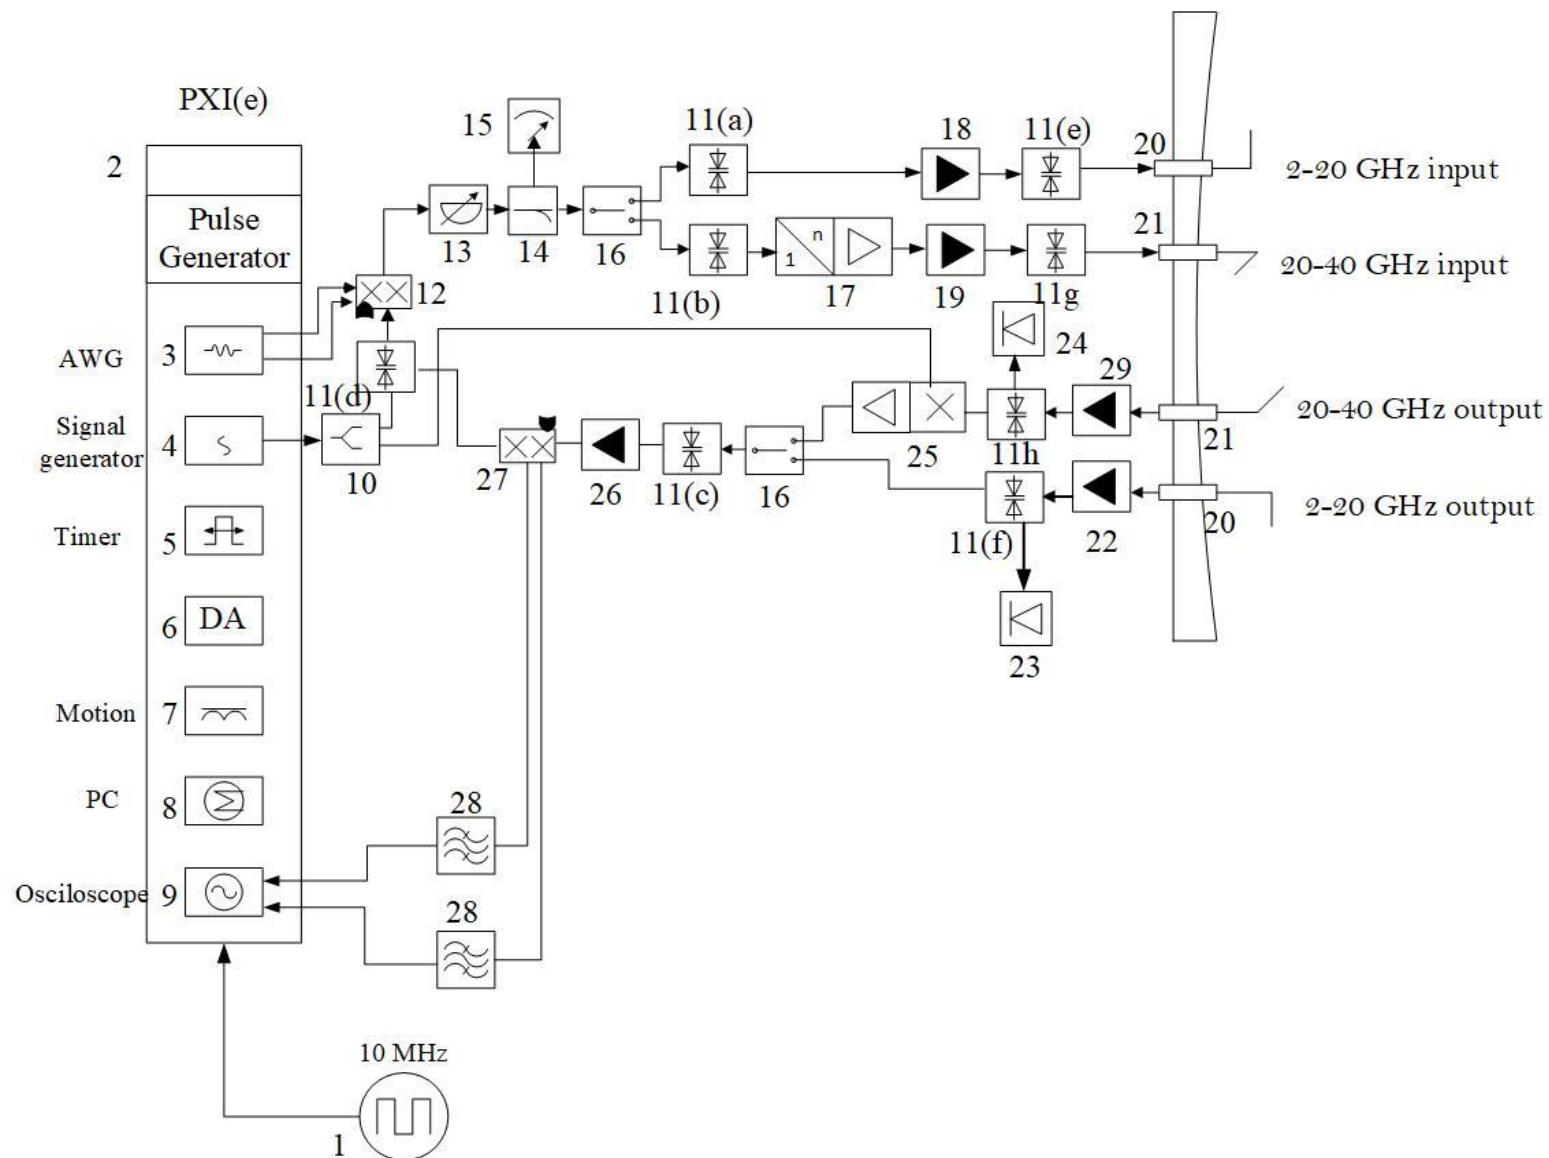 PXI(e)
2
Pulse
Generator
AWG
3
Signal
generator
4
Timer
5
6
DA
Motion
7
PC
8
Osciloscope
9
10 MHz
1
15
13
14
16
11(a)
18
11(e)
20
2-20 GHz input
12
11(b)
n
1
17
19
11g
21
20-40 GHz input
11(d)
10
27
26
11(c)
16
25
24
11h
29
21
20-40 GHz output
11(f)
22
20
2-20 GHz output
23
28
28